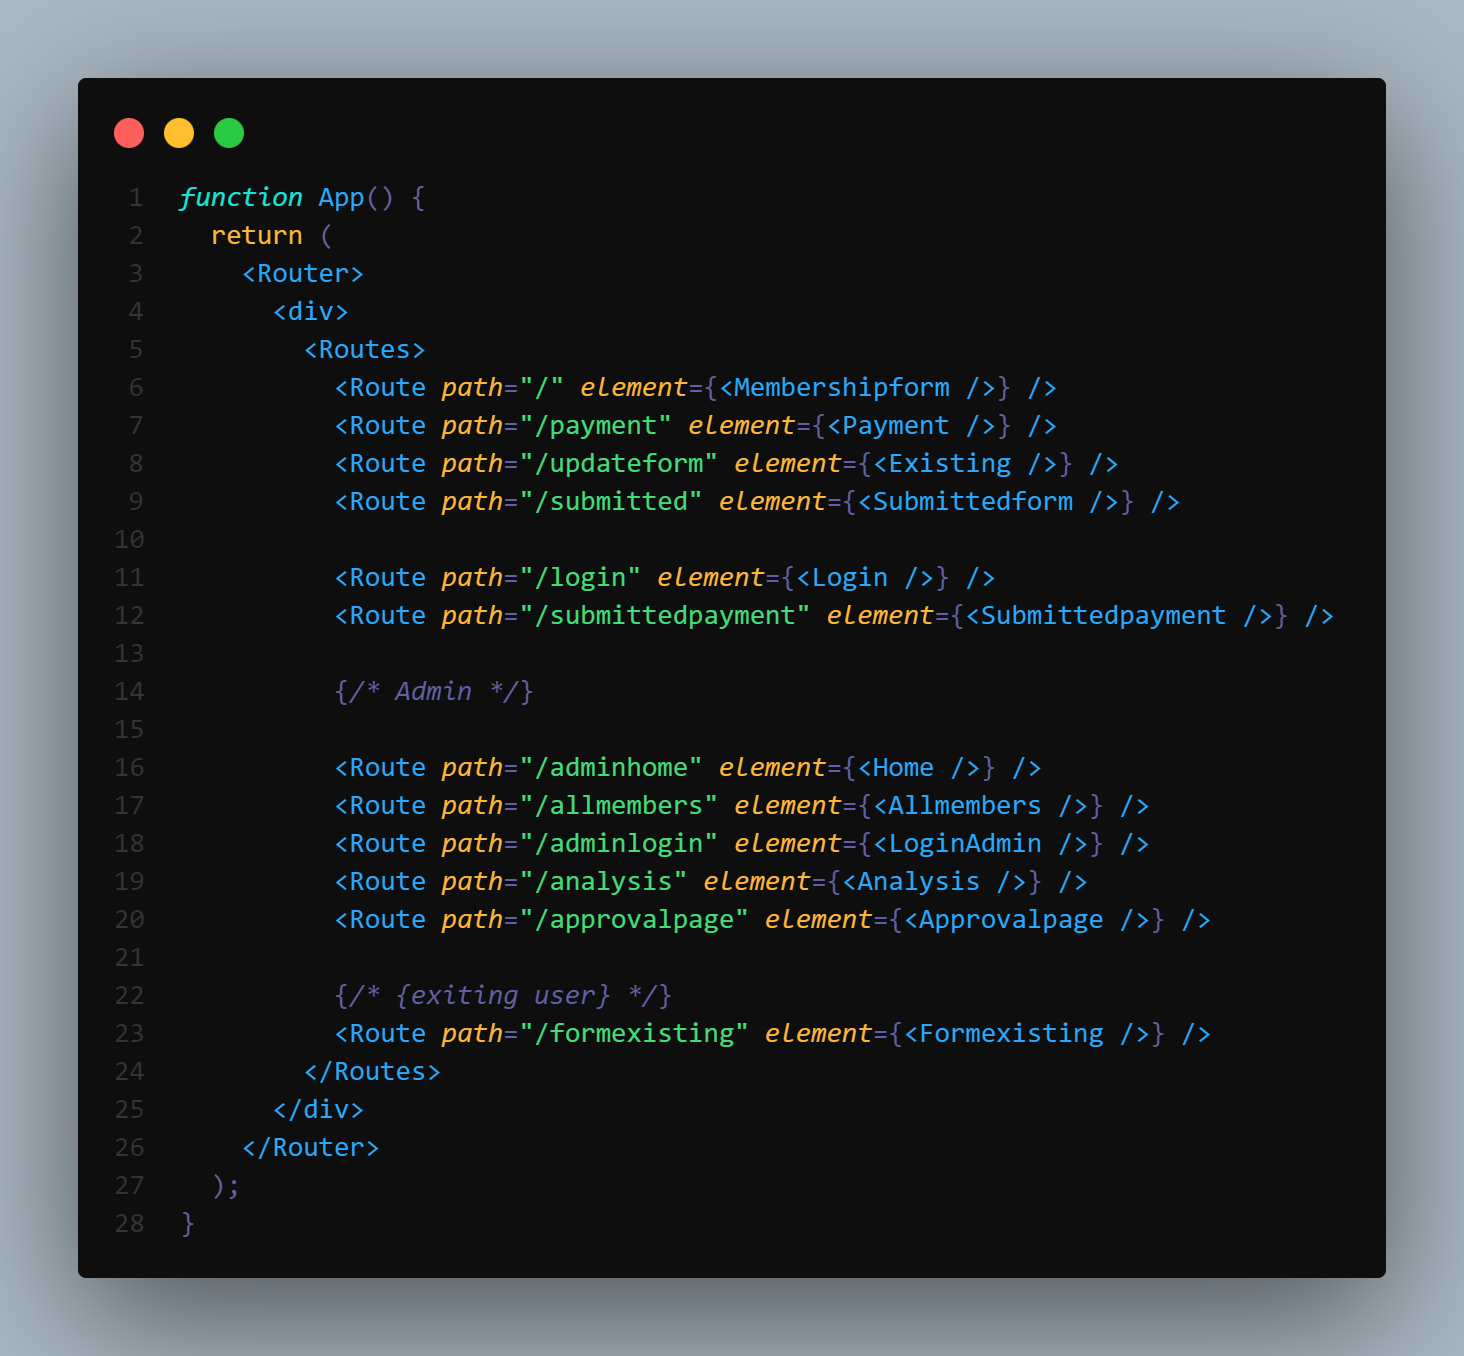 1 function App() {
2   return (
3     <Router>
4       <div>
5         <Routes>
6           <Route path="/" element={<Membershipform />} />
7           <Route path="/payment" element={<Payment />} />
8           <Route path="/updateform" element={<Existing />} />
9           <Route path="/submitted" element={<Submittedform />} />
10
11           <Route path="/login" element={<Login />} />
12           <Route path="/submittedpayment" element={<Submittedpayment />} />
13
14           {/* Admin */}
15
16           <Route path="/adminhome" element={<Home />} />
17           <Route path="/allmembers" element={<Allmembers />} />
18           <Route path="/adminlogin" element={<LoginAdmin />} />
19           <Route path="/analysis" element={<Analysis />} />
20           <Route path="/approvalpage" element={<Approvalpage />} />
21
22           {/* {exiting user} */}
23           <Route path="/formexisting" element={<Formexisting />} />
24         </Routes>
25       </div>
26     </Router>
27   );
28 }